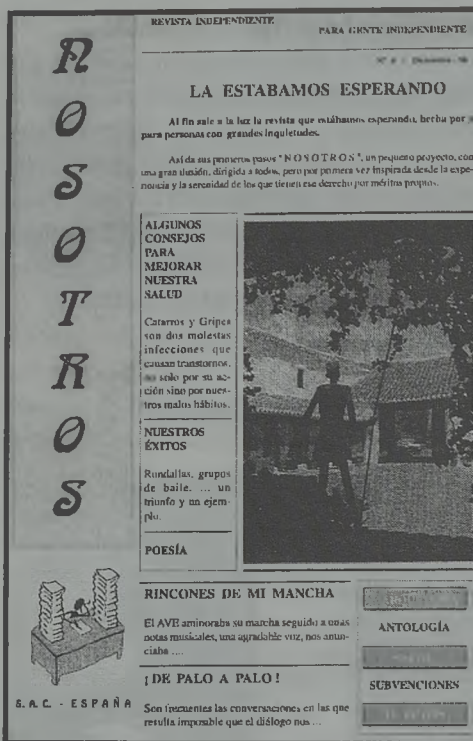 NOSOTROS
REVISTA INDEPENDIENTE
PARA GENTE INDEPENDIENTE
LA ESTABAMOS ESPERANDO
Al fin sale a la luz la revista que estábamos esperando, hecha por
para personas con grandes inquietudes.
Así da sus primeros pasos "NOSOTROS", un pequeño proyecto, con
una gran ilusión, dirigida a todos, pero por primera vez inspirada desde la expe-
riencia y la serenidad de los que tienen ese derecho por méritos propios.
ALGUNOS
CONSEJOS
PARA
MEJORAR
NUESTRA
SALUD
Catarros y Gripes
son dos molestas
infecciones que
causan transtornos,
solo por su ac-
ción sino por nues-
tros malos hábitos.
NUESTROS
ÉXITOS
Rondallas, grupos
de baile. ... un
triunfo y un ejem-
plo.
POESÍA
RINCONES DE MI MANCHA
El AVE aminoraba su marcha seguido a unas
notas musicales, una agradable voz, nos anun-
ciaba ....
¡DE PALO A PALO!
Son frecuentes las conversaciones en las que
resulta imposible que el diálogo nos ...
ANTOLOGÍA
SUBVENCIONES
S.A.C. - ESPAÑA